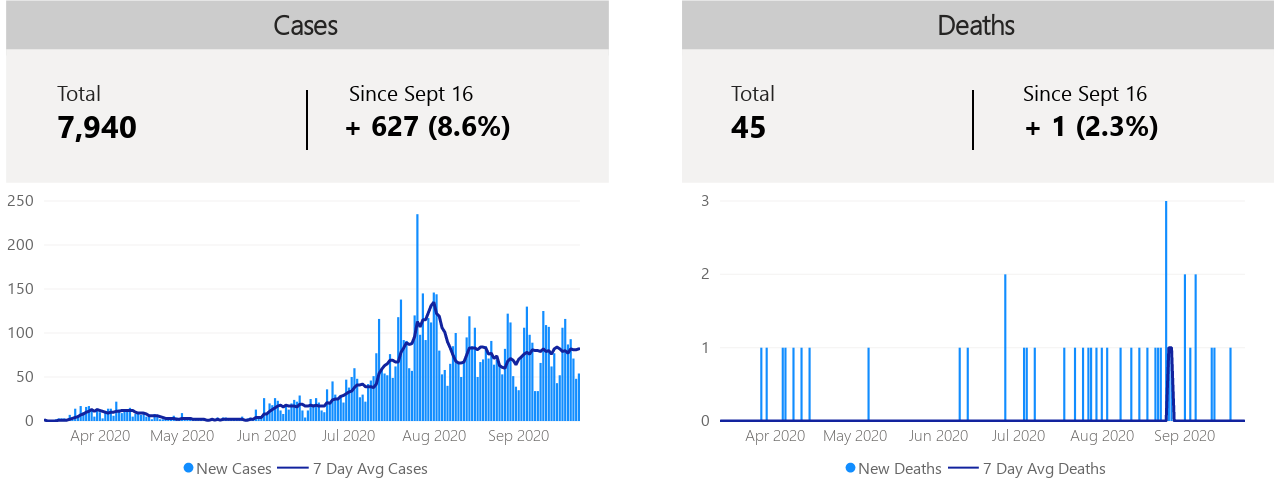 Cases
Total
7,940
Since Sept 16
+ 627 (8.6%)
250
200
150
100
50
0
Apr 2020 May 2020 Jun 2020 Jul 2020 Aug 2020 Sep 2020
New Cases 7 Day Avg Cases
Deaths
Total
45
Since Sept 16
+ 1 (2.3%)
3
2
1
0
Apr 2020 May 2020 Jun 2020 Jul 2020 Aug 2020 Sep 2020
New Deaths 7 Day Avg Deaths